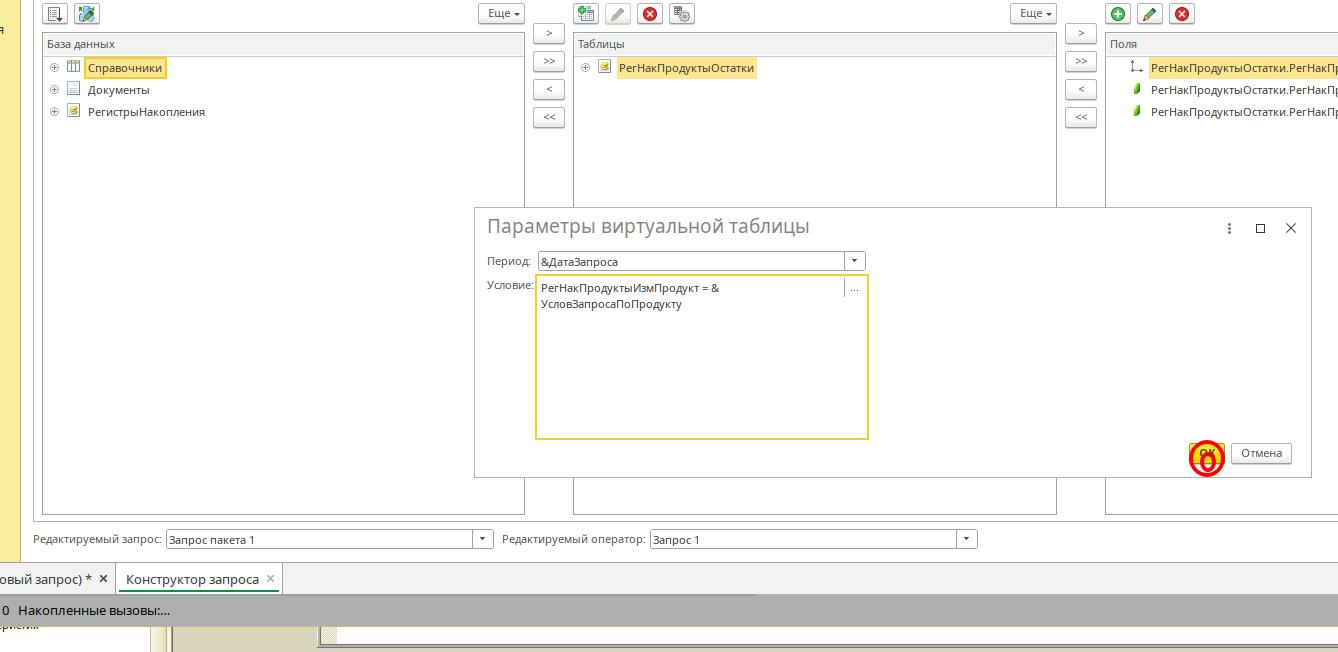 я
Еще
Еще
>
>>
<
<<
>
>>
<
<<
База данных
Справочники
Документы
РегистрыНакопления
Таблицы
РегНакПродуктыОстатки
Поля
РегНакПродуктыОстатки.РегНакПр
РегНакПродуктыОстатки.РегНакПр
РегНакПродуктыОстатки.РегНакПр
Параметры виртуальной таблицы
Период: &ДатаЗапроса
Условие: РегНакПродуктыИзмПродукт = & ...
УсловЗапросаПоПродукту
ОК Отмена
Редактируемый запрос: Запрос пакета 1 Редактируемый оператор: Запрос 1
овый запрос) * × Конструктор запроса ×
0 Накопленные вызовы:...